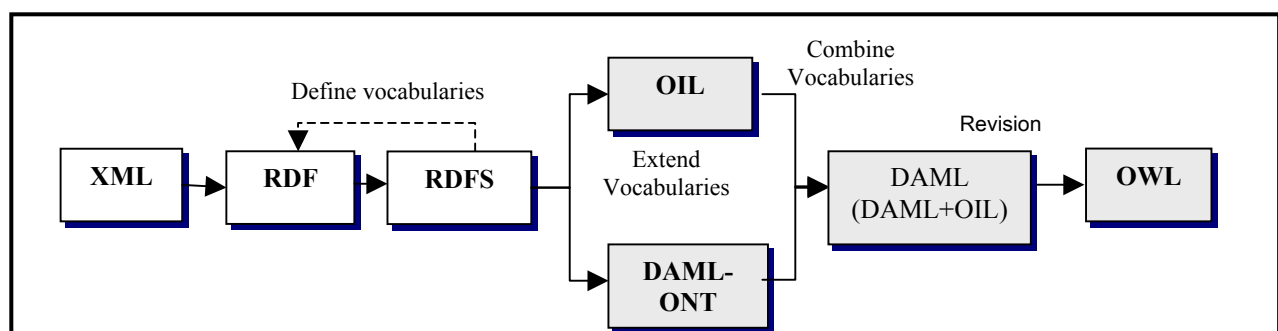 Define vocabularies
XML
RDF
RDFS
OIL
Extend
Vocabularies
DAML-
ONT
Combine
Vocabularies
DAML
(DAML+OIL)
Revision
OWL